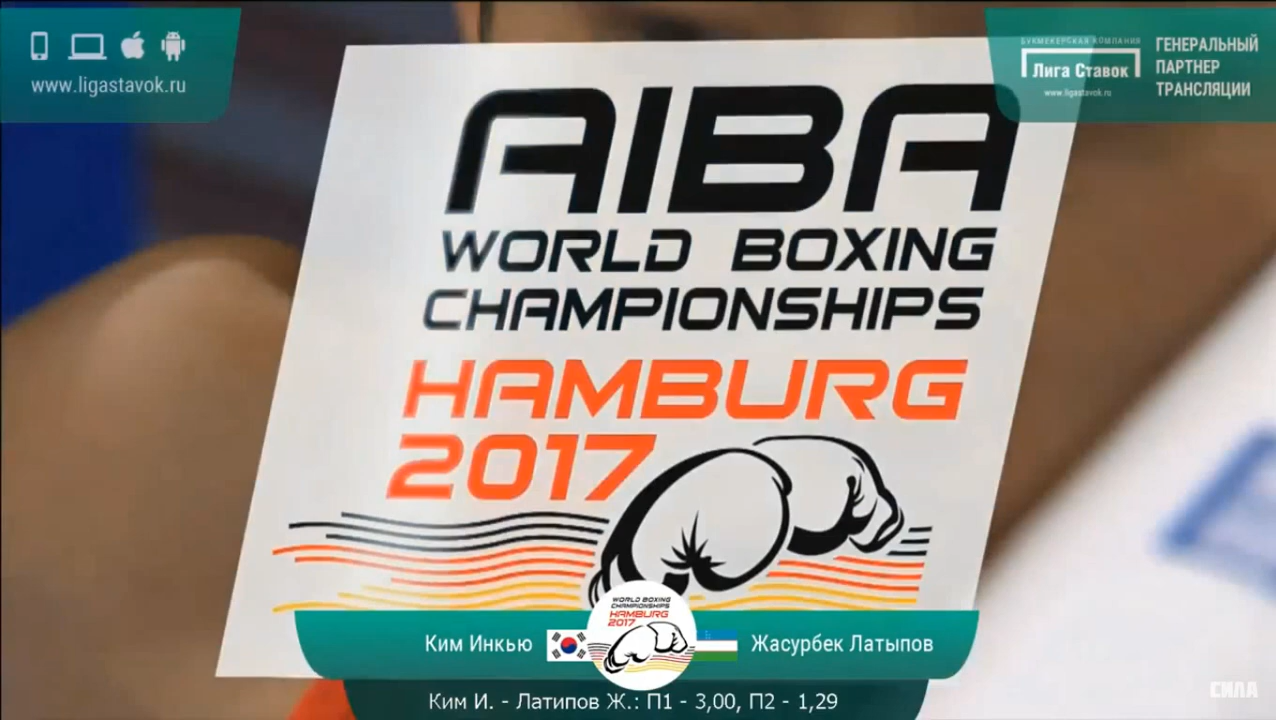 www.ligastavok.ru
БУКМЕКЕРСКАЯ КОМПАНИЯ
Лига Ставок
www.ligastavok.ru
ГЕНЕРАЛЬНЫЙ
ПАРТНЕР
ТРАНСЛЯЦИИ
AIBA
WORLD BOXING
CHAMPIONSHIPS
HAMBURG
2017
WORLD BOXING
CHAMPIONSHIPS
HAMBURG
2017
Ким Инкью
Жасурбек Латыпов
Ким И. - Латипов Ж.: П1 - 3,00, П2 - 1,29
СИЛА